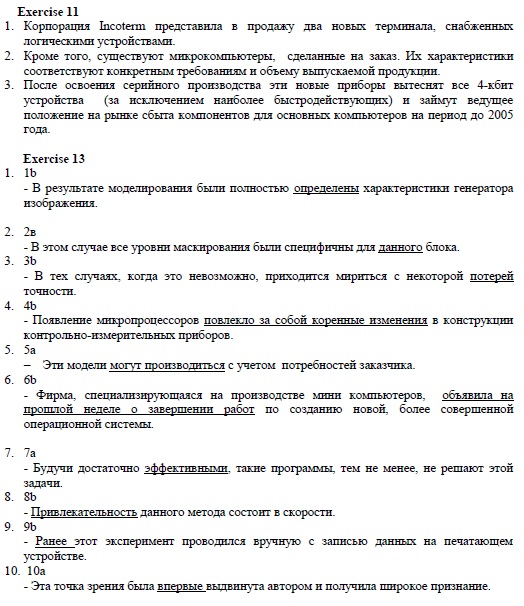 Exercise 11
1. Корпорация Incoterm представила в продажу два новых терминала, снабженных
логическими устройствами.
2. Кроме того, существуют микрокомпьютеры, сделанные на заказ. Их характеристики
соответствуют конкретным требованиям и объему выпускаемой продукции.
3. После освоения серийного производства эти новые приборы вытеснят все 4-кбит
устройства (за исключением наиболее быстродействующих) и займут ведущее
положение на рынке сбыта компонентов для основных компьютеров на период до 2005
года.
Exercise 13
1. 1b
- В результате моделирования были полностью определены характеристики генератора
изображения.
2. 2в
- В этом случае все уровни маскирования были специфичны для данного блока.
3. 3b
- В тех случаях, когда это невозможно, приходится мириться с некоторой потерей
точности.
4. 4b
- Появление микропроцессоров повлекло за собой коренные изменения в конструкции
контрольно-измерительных приборов.
5. 5a
– Эти модели могут производиться с учетом потребностей заказчика.
6. 6b
- Фирма, специализирующаяся на производстве мини компьютеров, объявила на
прошлой неделе о завершении работ по созданию новой, более совершенной
операционной системы.
7. 7a
- Будучи достаточно эффективными, такие программы, тем не менее, не решают этой
задачи.
8. 8b
- Привлекательность данного метода состоит в скорости.
9. 9b
- Ранее этот эксперимент проводился вручную с записью данных на печатающем
устройстве.
10. 10a
- Эта точка зрения была впервые выдвинута автором и получила широкое признание.